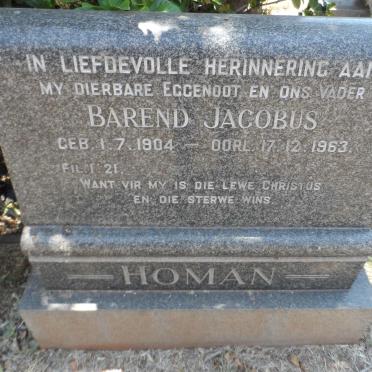 IN LIEFDEVOLLE HERINNERING AAN
MY DIERBARE EGGENOOT EN ONS VADER
BAREND JACOBUS
GEB. 1.7.1904 — OORL. 17.12.1963.
FIL. 1:21.
WANT VIR MY IS DIE LEWE CHRISTUS
EN DIE STERWE WINS
— HOMAN —